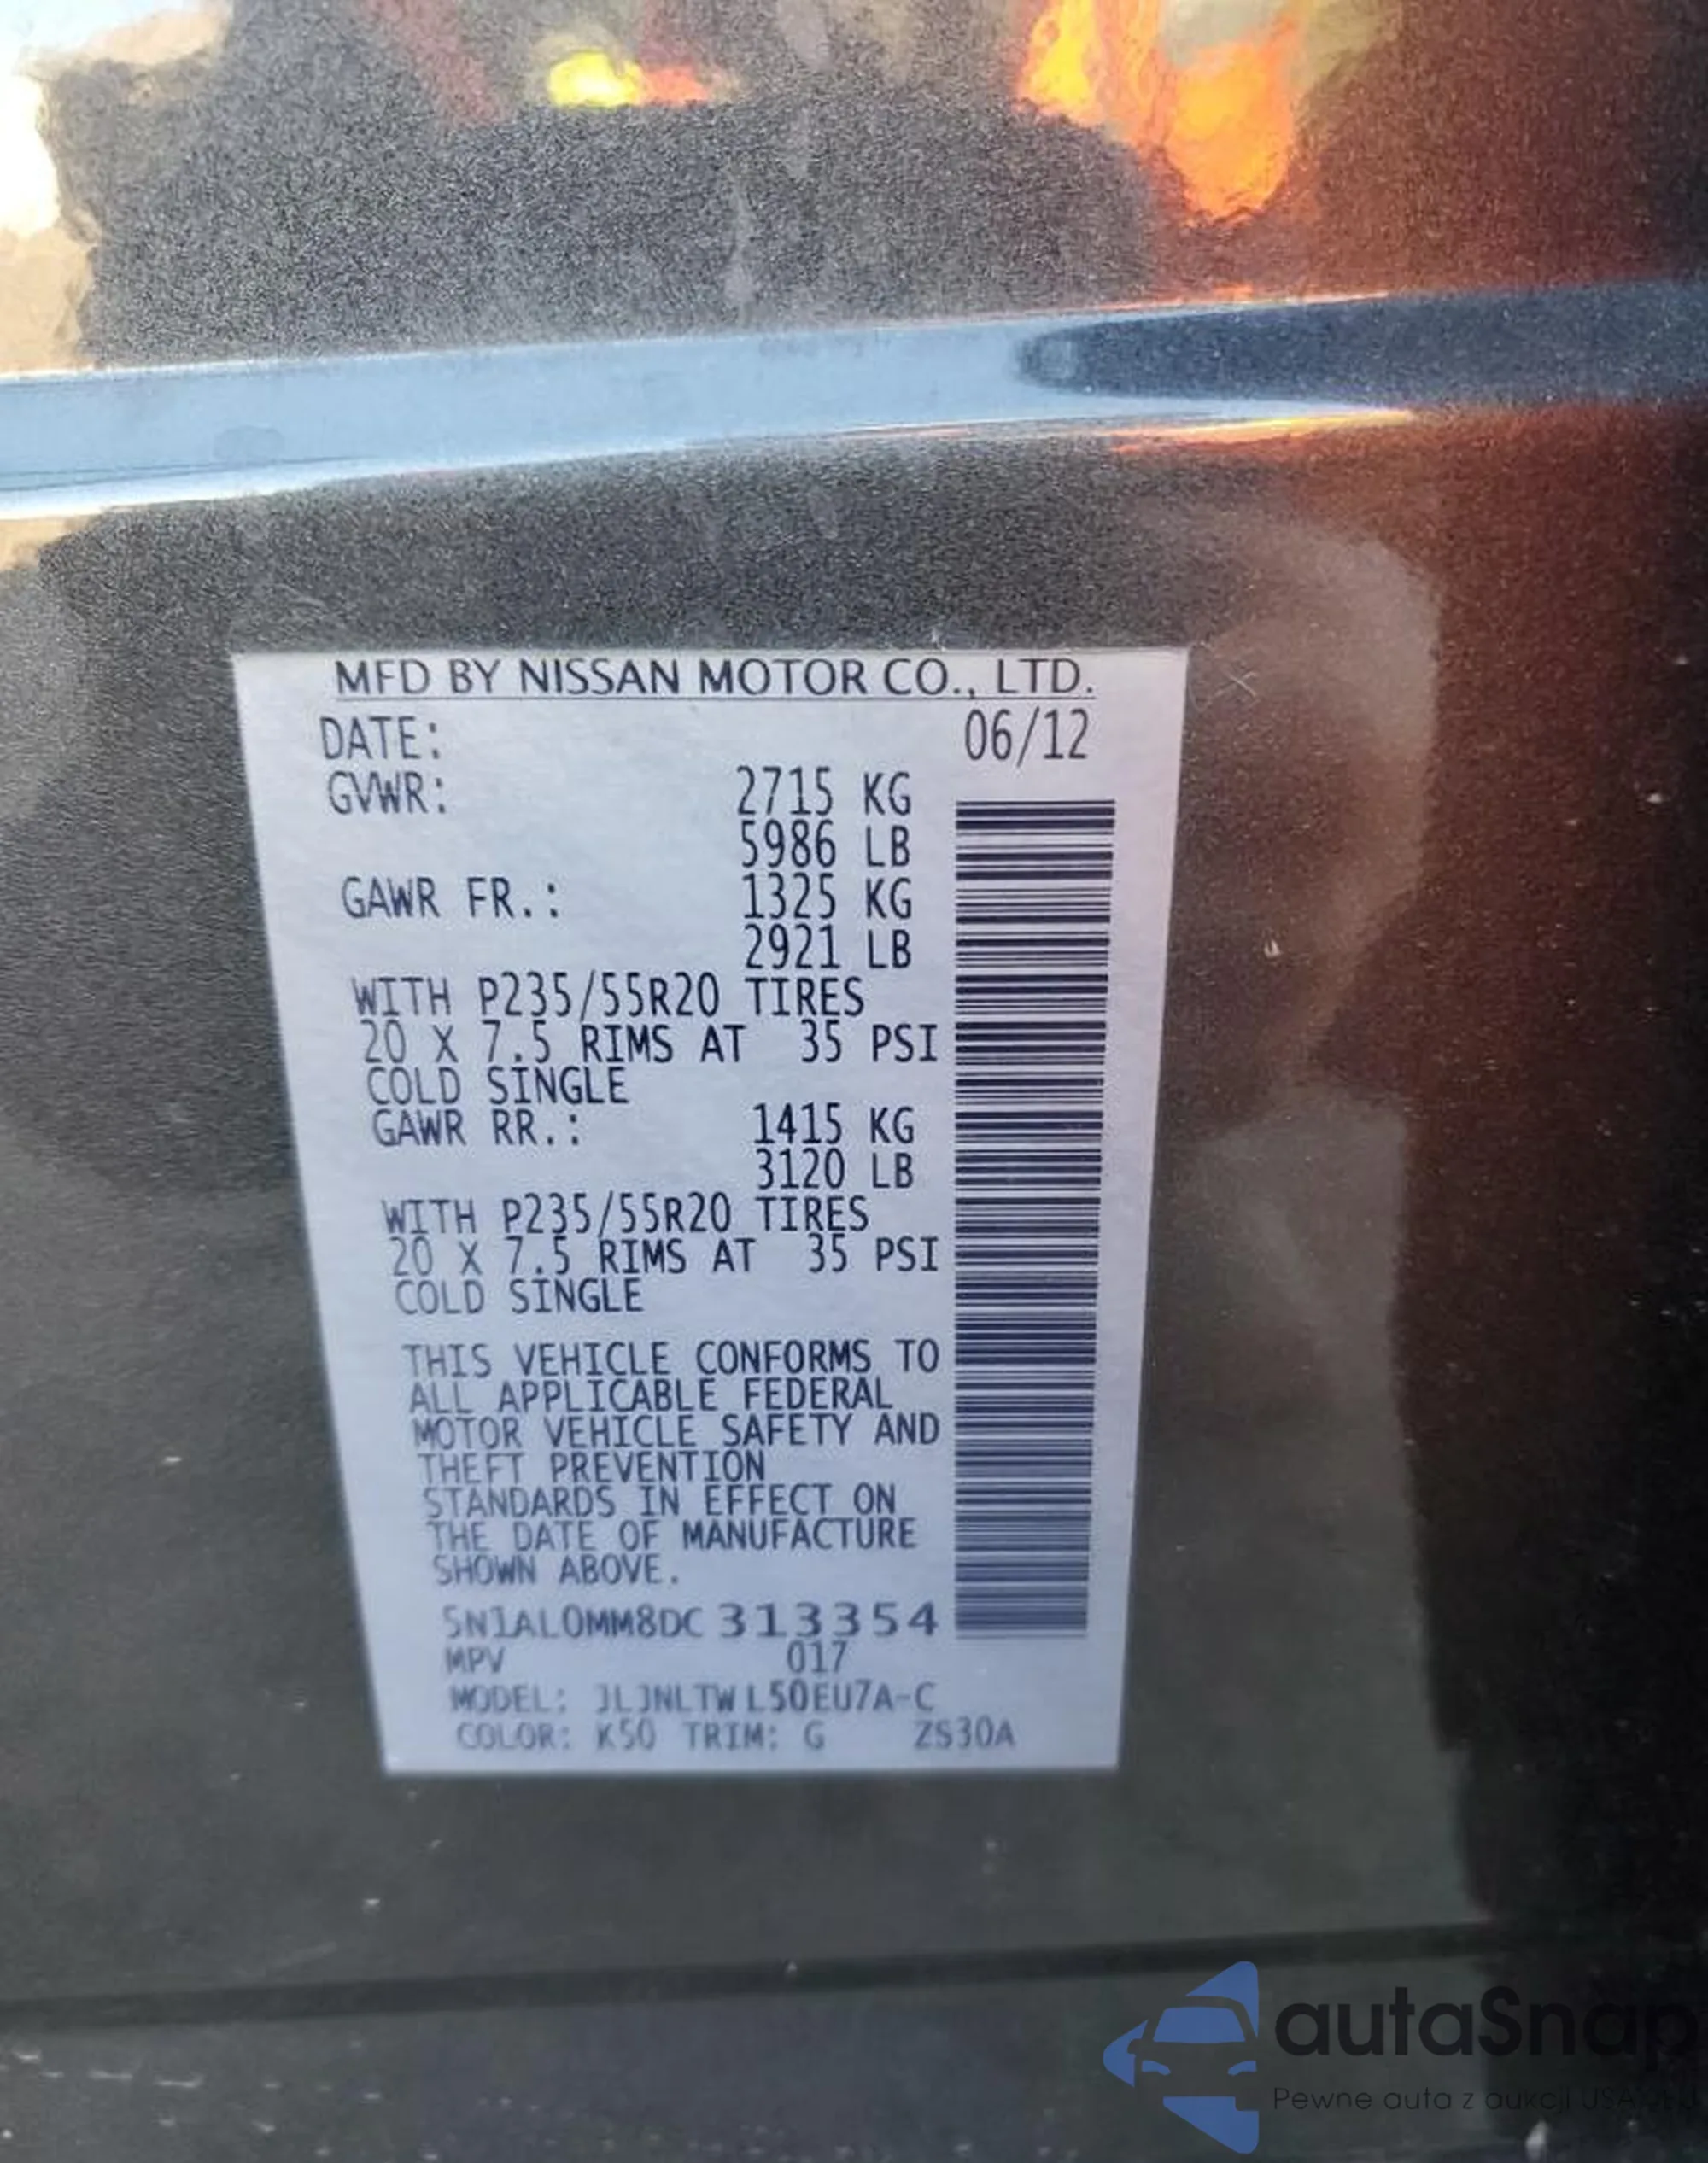 MFD BY NISSAN MOTOR CO., LTD.
DATE: 06/12
GVWR: 2715 KG
5986 LB
GAWR FR.: 1325 KG
2921 LB
WITH P235/55R20 TIRES
20 X 7.5 RIMS AT 35 PSI
COLD SINGLE
GAWR RR.: 1415 KG
3120 LB
WITH P235/55R20 TIRES
20 X 7.5 RIMS AT 35 PSI
COLD SINGLE
THIS VEHICLE CONFORMS TO
ALL APPLICABLE FEDERAL
MOTOR VEHICLE SAFETY AND
THEFT PREVENTION
STANDARDS IN EFFECT ON
THE DATE OF MANUFACTURE
SHOWN ABOVE.
5N1AL0MM8DC 313354
MPV 017
MODEL: JLJNLTW L50EU7A-C
COLOR: K50 TRIM: G ZS30A
autaSnap
Pewne auta z aukcji USA